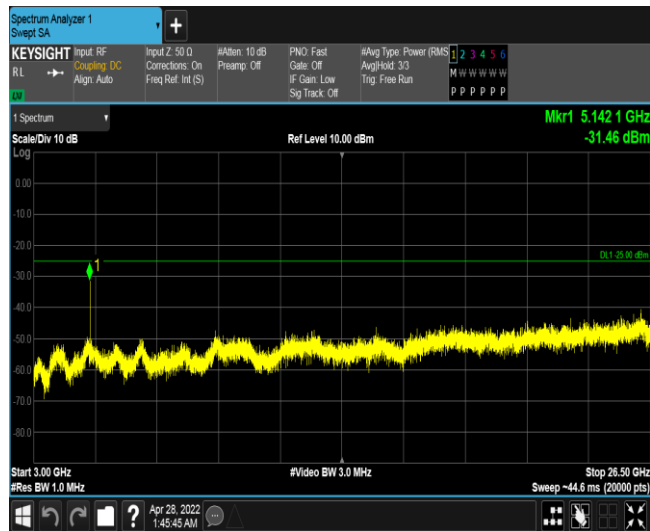 Spectrum Analyzer 1
Swept SA
KEYSIGHT
RL
Input: RF
Coupling: DC
Align: Auto
Input Z: 50 Ω
Corrections: On
Freq Ref: Int (S)
#Atten: 10 dB
Preamp: Off
PNO: Fast
Gate: Off
IF Gain: Low
Sig Track: Off
#Avg Type: Power (RMS
Avg|Hold: 3/3
Trig: Free Run
1 2 3 4 5 6
M W W W W W
P P P P P P
1 Spectrum
Mkr1 5.142 1 GHz
-31.46 dBm
Scale/Div 10 dB
Ref Level 10.00 dBm
Log
0.00
-10.0
-20.0
DL1 -25.00 dBm
1
-30.0
-40.0
-50.0
-60.0
-70.0
-80.0
Start 3.00 GHz
#Video BW 3.0 MHz
Stop 26.50 GHz
#Res BW 1.0 MHz
Sweep ~44.6 ms (20000 pts)
?
Apr 28, 2022
1:45:45 AM